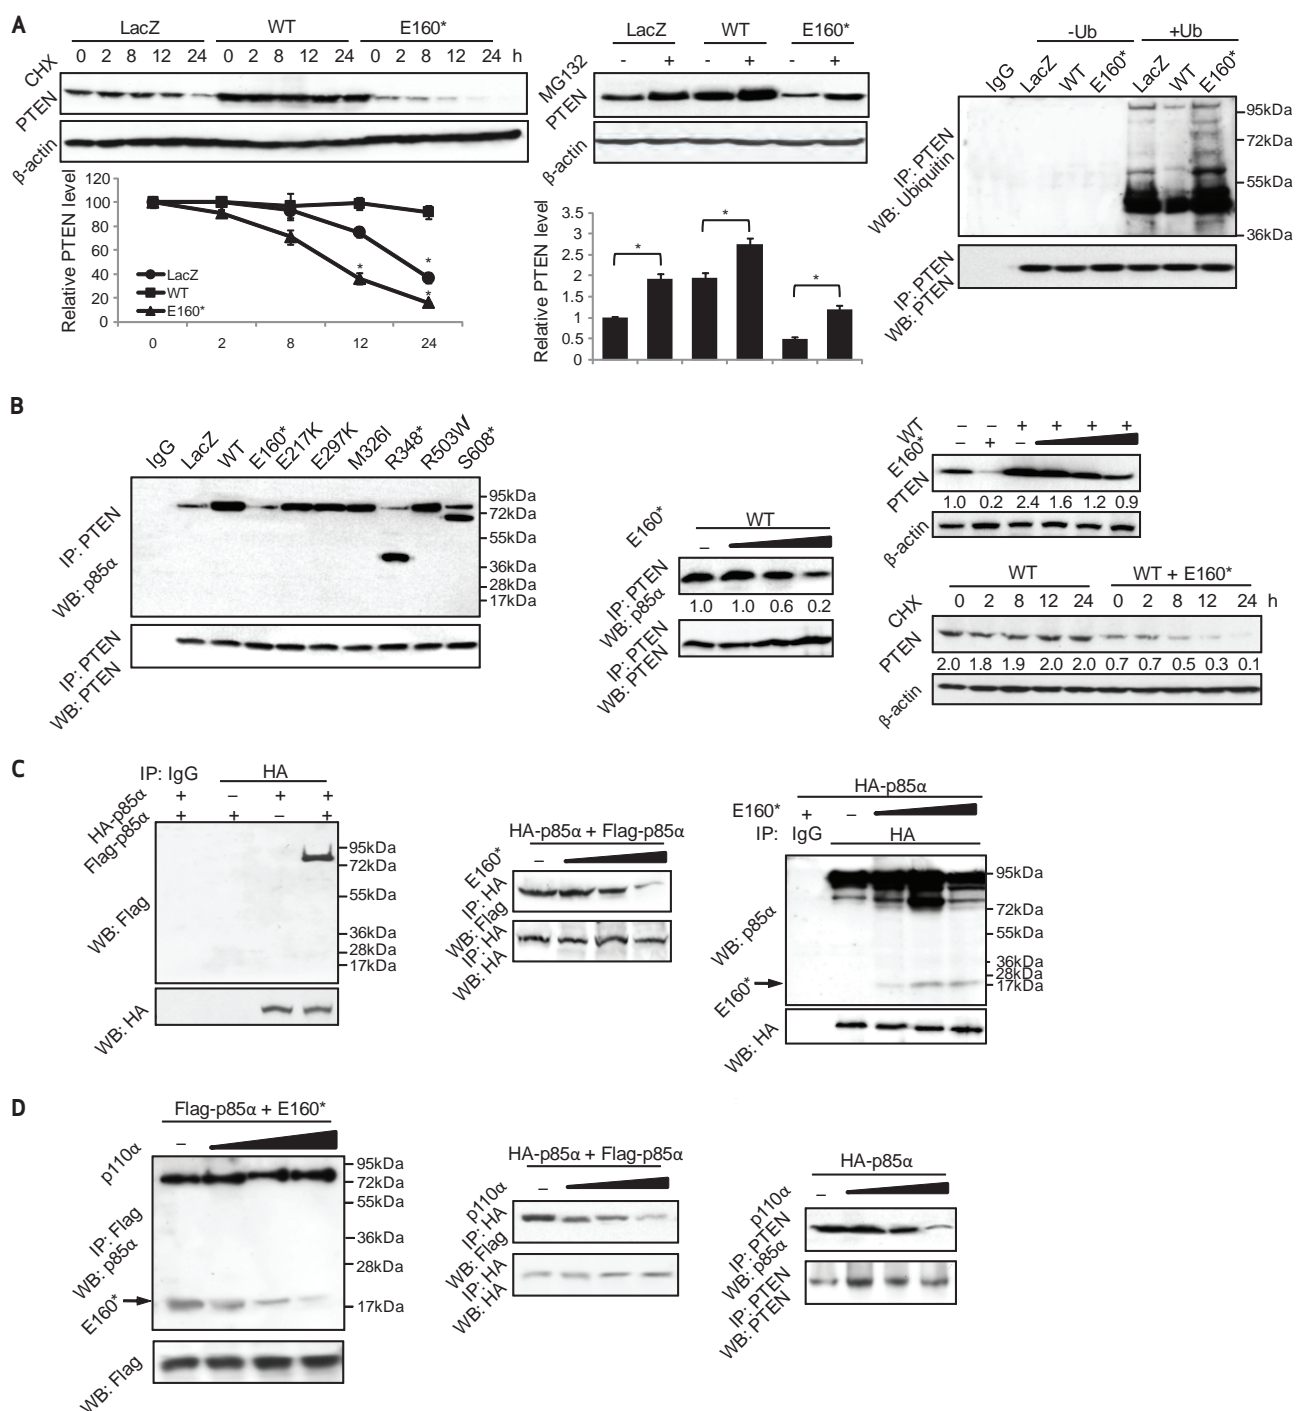 A
LacZ WT E160*
CHX 0 2 8 12 24 0 2 8 12 24 0 2 8 12 24 h
PTEN
β-actin
Relative PTEN level
120
100
80
60
40
20
0
LacZ
WT
E160*
* * *
0 2 8 12 24
LacZ WT E160*
MG132 - + - + - +
PTEN
β-actin
Relative PTEN level
3.5
3
2.5
2
1.5
1
0.5
0
* * *
-Ub +Ub
IgG LacZ WT E160* LacZ WT E160*
IP: PTEN
WB: Ubiquitin
95kDa
72kDa
55kDa
36kDa
IP: PTEN
WB: PTEN
B
IgG LacZ WT E160* E217K E297K M326I R348* R503W S608*
IP: PTEN
WB: p85α
95kDa
72kDa
55kDa
36kDa
28kDa
17kDa
IP: PTEN
WB: PTEN
WT
E160* –
IP: PTEN
WB: p85α
1.0 1.0 0.6 0.2
IP: PTEN
WB: PTEN
WT – – + + + +
E160* – + –
PTEN
1.0 0.2 2.4 1.6 1.2 0.9
β-actin
WT WT + E160*
CHX 0 2 8 12 24 0 2 8 12 24 h
PTEN
2.0 1.8 1.9 2.0 2.0 0.7 0.7 0.5 0.3 0.1
β-actin
C
IP: IgG HA
HA-p85α + – + +
Flag-p85α + + – +
WB: Flag
95kDa
72kDa
55kDa
36kDa
28kDa
17kDa
WB: HA
HA-p85α + Flag-p85α
E160* –
IP: HA
WB: Flag
IP: HA
WB: HA
HA-p85α
E160* + –
IP: IgG HA
WB: p85α
95kDa
72kDa
55kDa
36kDa
28kDa
17kDa
E160*
WB: HA
D
Flag-p85α + E160*
p110α –
IP: Flag
WB: p85α
95kDa
72kDa
55kDa
36kDa
28kDa
17kDa
E160*
WB: Flag
HA-p85α + Flag-p85α
p110α –
IP: HA
WB: Flag
IP: HA
WB: HA
HA-p85α
p110α –
IP: PTEN
WB: p85α
IP: PTEN
WB: PTEN